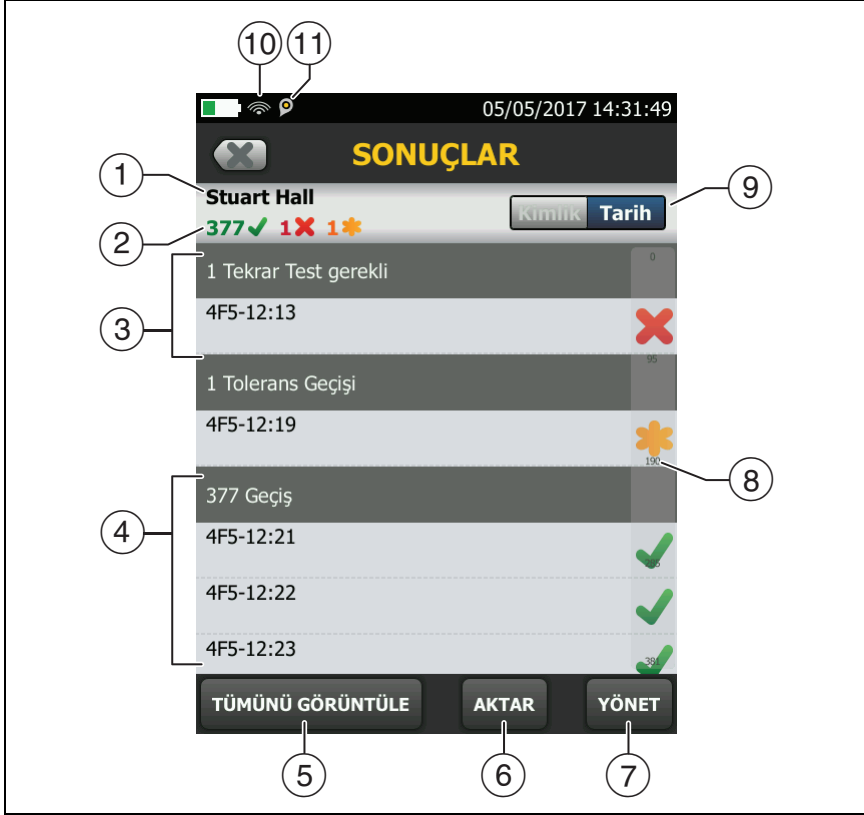 10 11
05/05/2017 14:31:49
SONUÇLAR
1
Stuart Hall
Kimlik Tarih
9
2
377 1 1
0
1 Tekrar Test gerekli
3
4F5-12:13
95
1 Tolerans Geçişi
4F5-12:19
190
8
377 Geçiş
4
4F5-12:21
285
4F5-12:22
4F5-12:23
381
TÜMÜNÜ GÖRÜNTÜLE AKTAR YÖNET
5 6 7